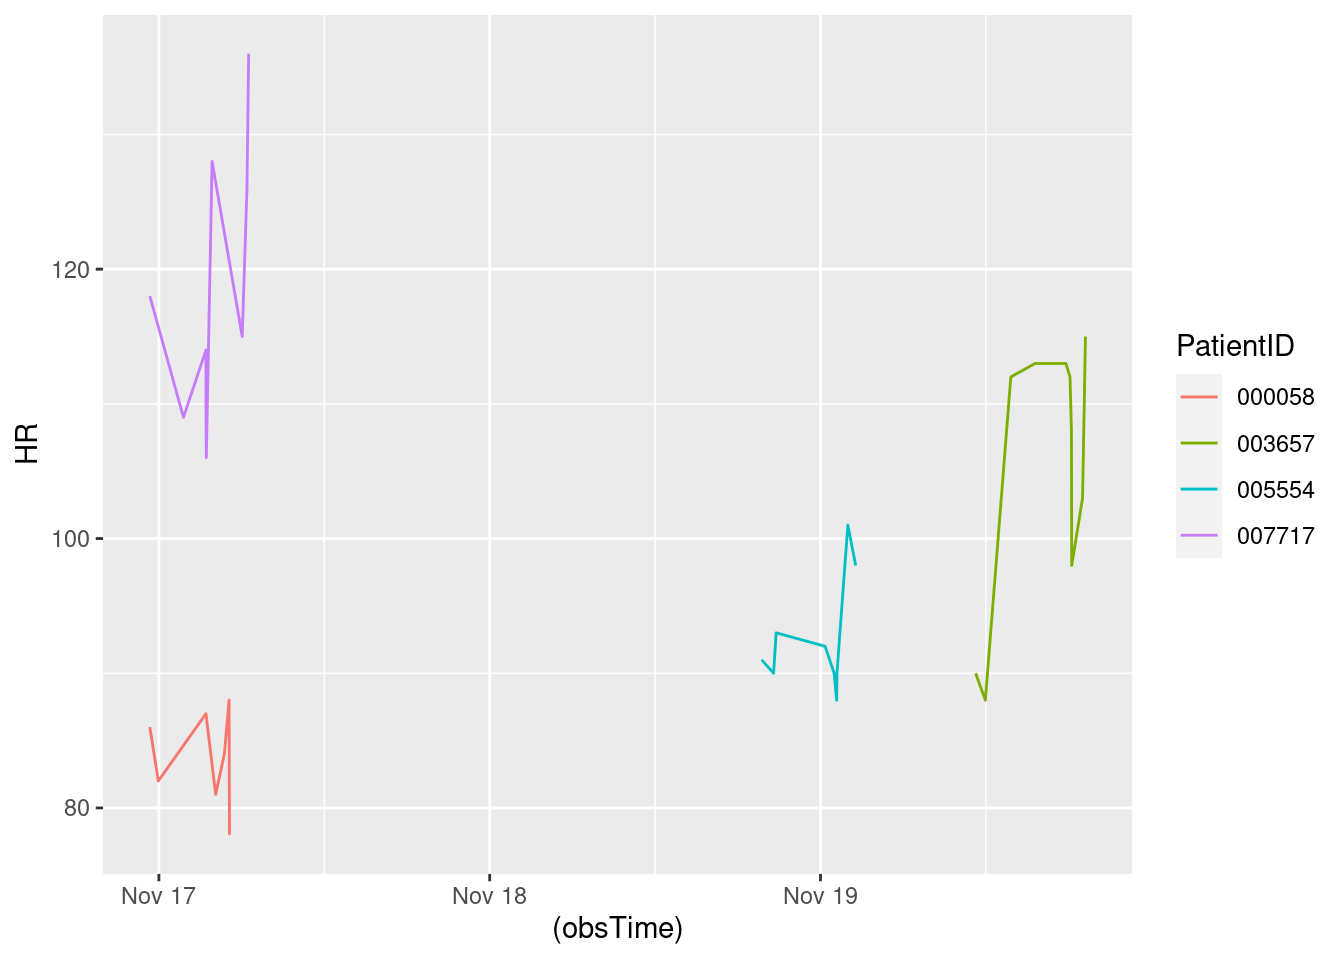 HR
120
100
80
Nov 17
Nov 18
Nov 19
(obsTime)
PatientID
000058
003657
005554
007717